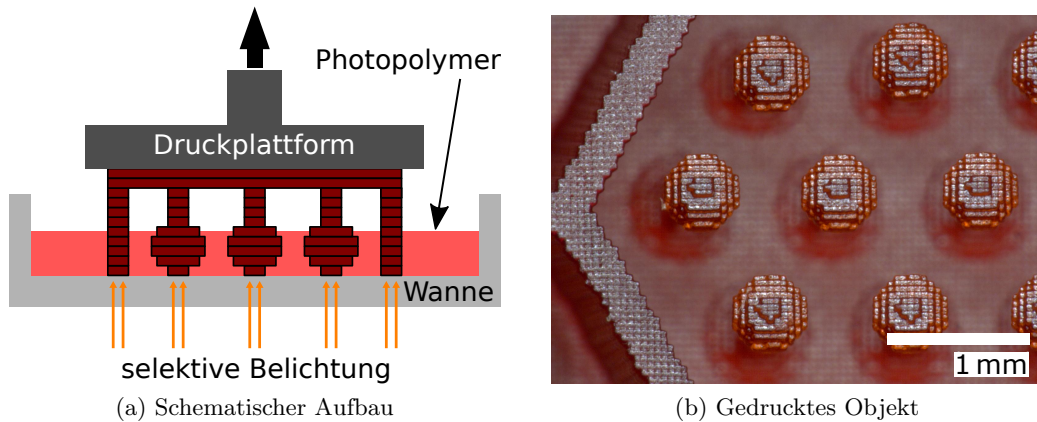 Photopolymer
Druckplattform
Wanne
selektive Belichtung
(a) Schematischer Aufbau
1 mm
(b) Gedrucktes Objekt